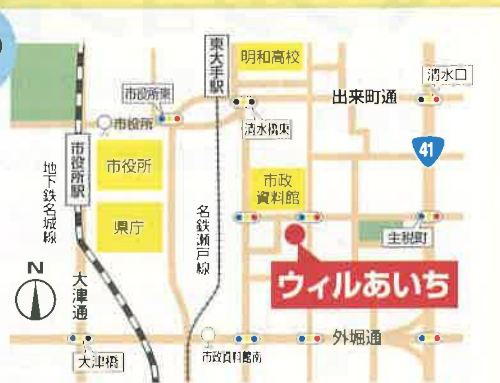 東大手駅
明和高校
清水口
市役所東
出来町通
市役所
清水橋東
41
市役所駅
市役所
市政
資料館
地下鉄名城線
県庁
名鉄瀬戸線
主税町
N
大津通
ウィルあいち
外堀通
大津橋
市政資料館南